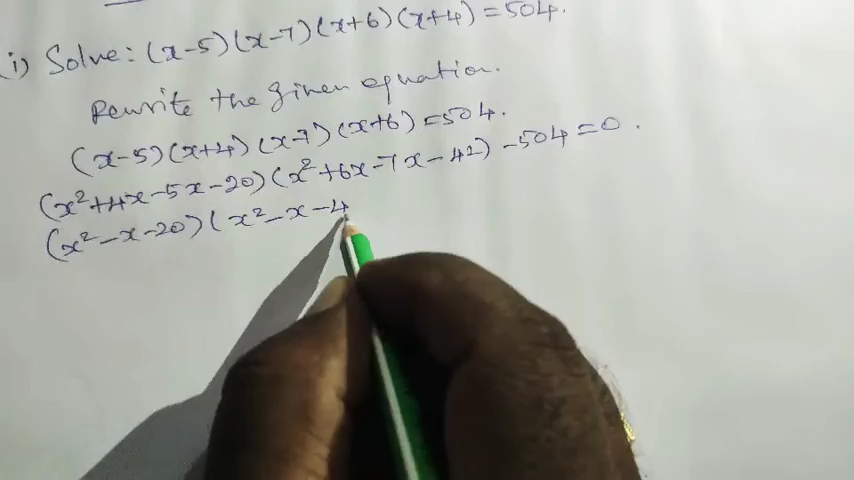 (i) Solve: (x-5)(x-7)(x+6)(x+4)=504.
Rewrite the given equation.
(x-5)(x+4)(x-7)(x+6)=504.
(x²+4x-5x-20)(x²+6x-7x-42)-504=0.
(x²-x-20)(x²-x-4